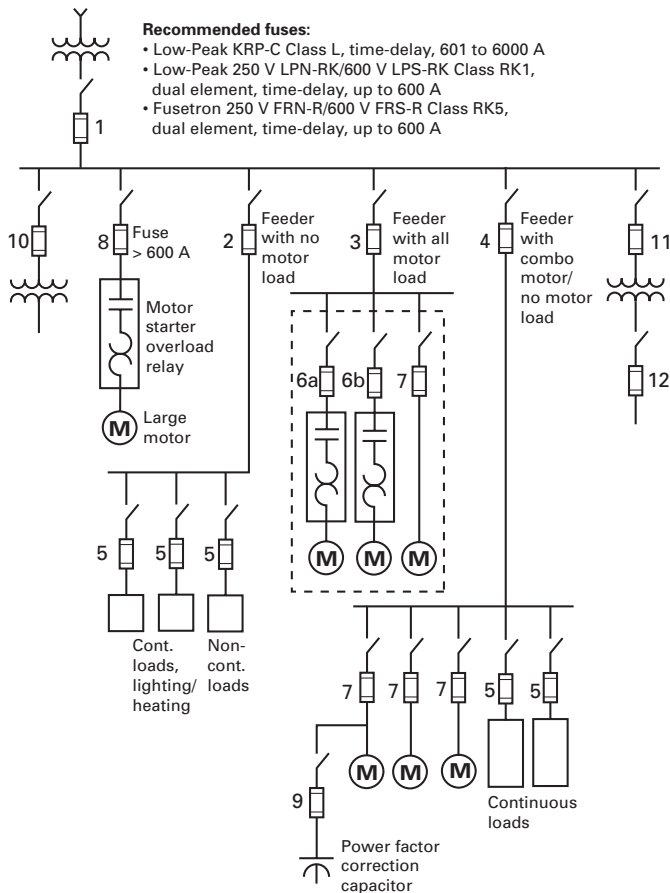 Recommended fuses:
• Low-Peak KRP-C Class L, time-delay, 601 to 6000 A
• Low-Peak 250 V LPN-RK/600 V LPS-RK Class RK1,
dual element, time-delay, up to 600 A
• Fusetron 250 V FRN-R/600 V FRS-R Class RK5,
dual element, time-delay, up to 600 A
1
10
8
Fuse
> 600 A
2
Feeder
with no
motor
load
3
Feeder
with all
motor
load
4
Feeder
with
combo
motor/
no motor
load
11
12
Motor
starter
overload
relay
M
Large
motor
6a
6b
7
M
M
M
5
5
5
Cont.
loads,
lighting/
heating
Non-
cont.
loads
7
7
7
5
5
M
M
M
Continuous
loads
9
Power factor
correction
capacitor